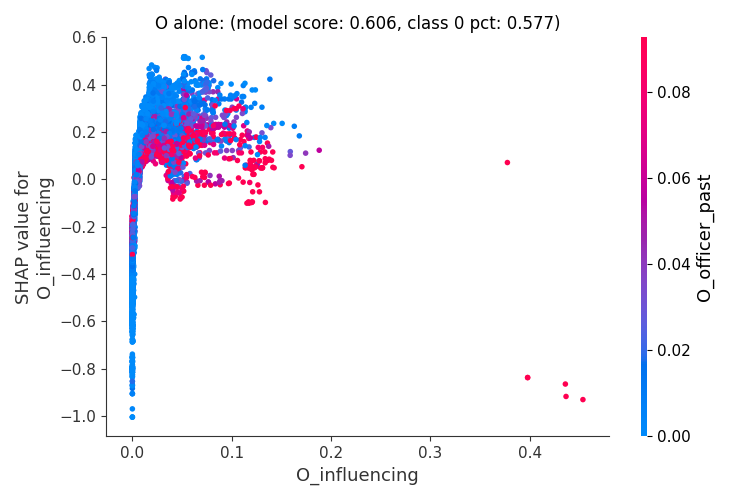 O alone: (model score: 0.606, class 0 pct: 0.577)
0.6
0.4
0.2
0.0
−0.2
−0.4
−0.6
−0.8
−1.0
SHAP value for
O_influencing
0.0 0.1 0.2 0.3 0.4
O_influencing
0.08
0.06
0.04
0.02
0.00
O_officer_past